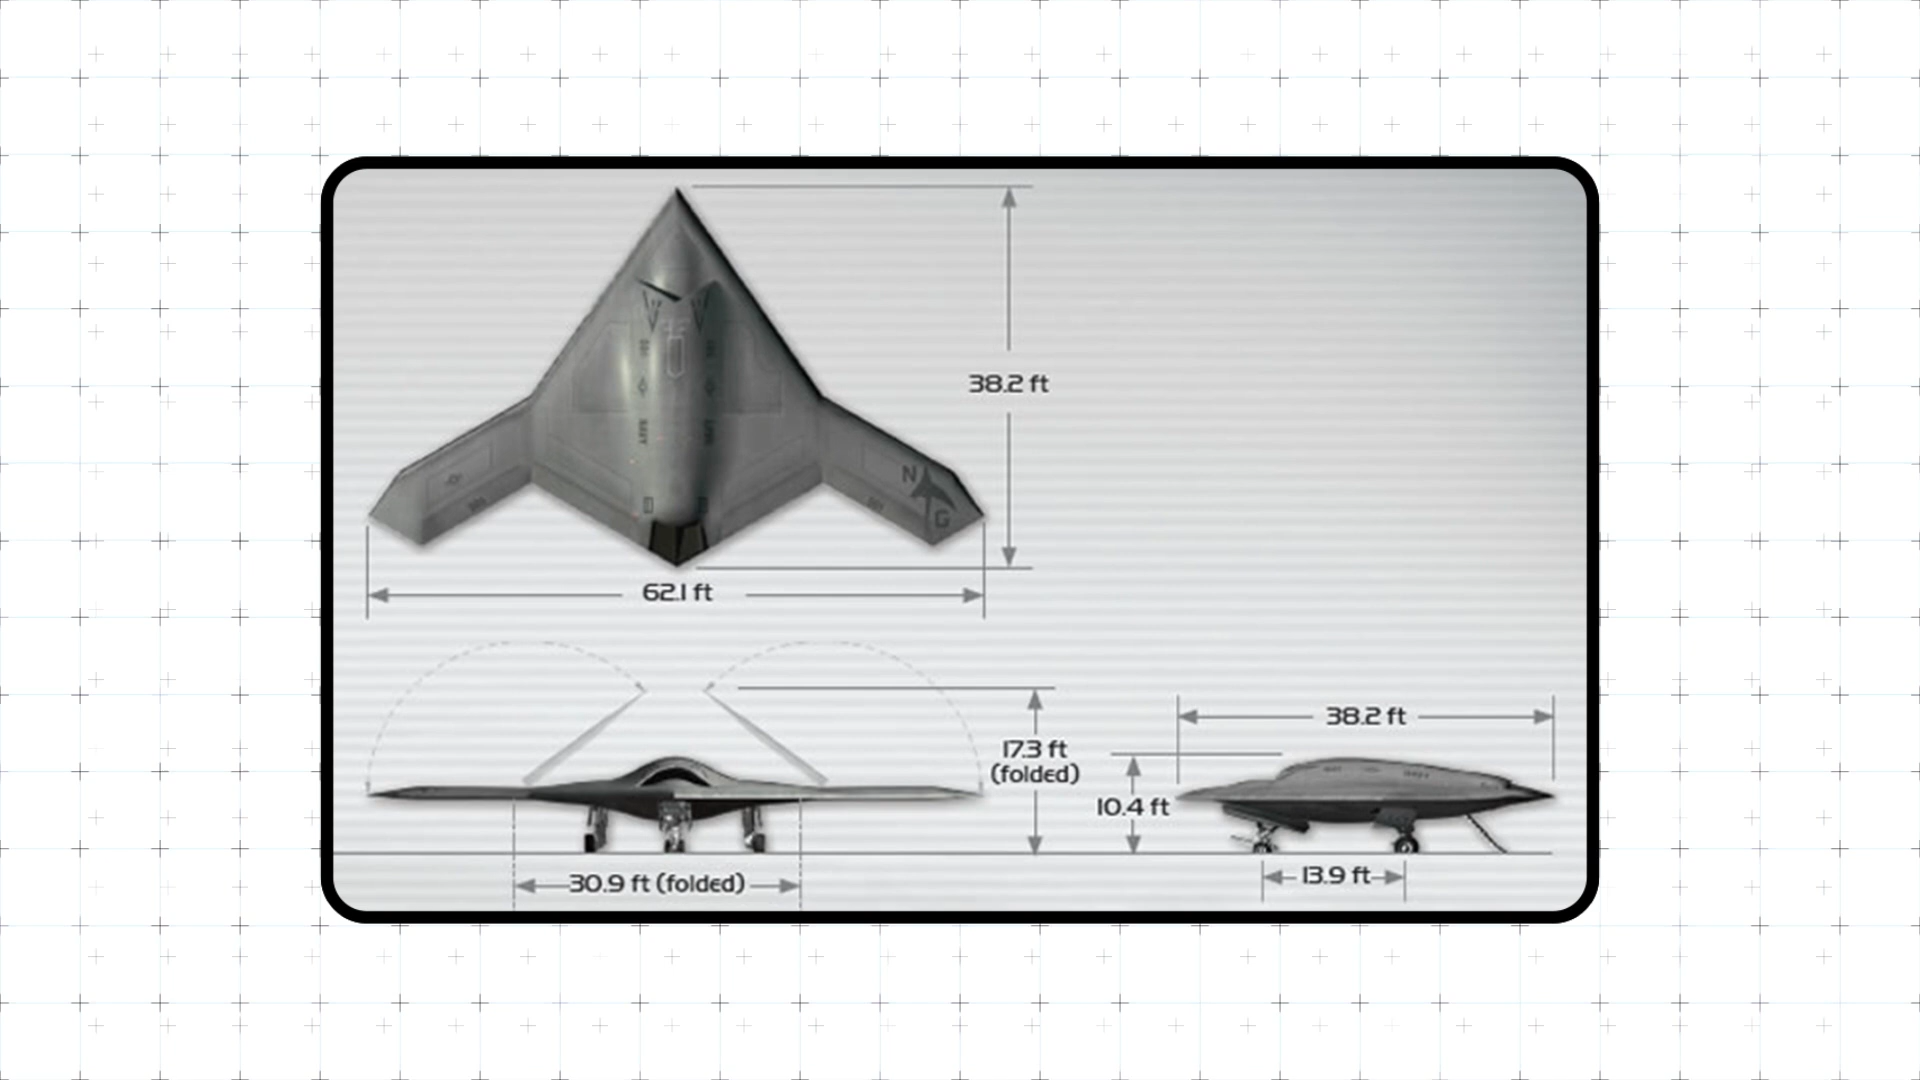 38.2 ft
NAVY
N
G
62.1 ft
38.2 ft
17.3 ft
(folded)
10.4 ft
30.9 ft (folded)
13.9 ft